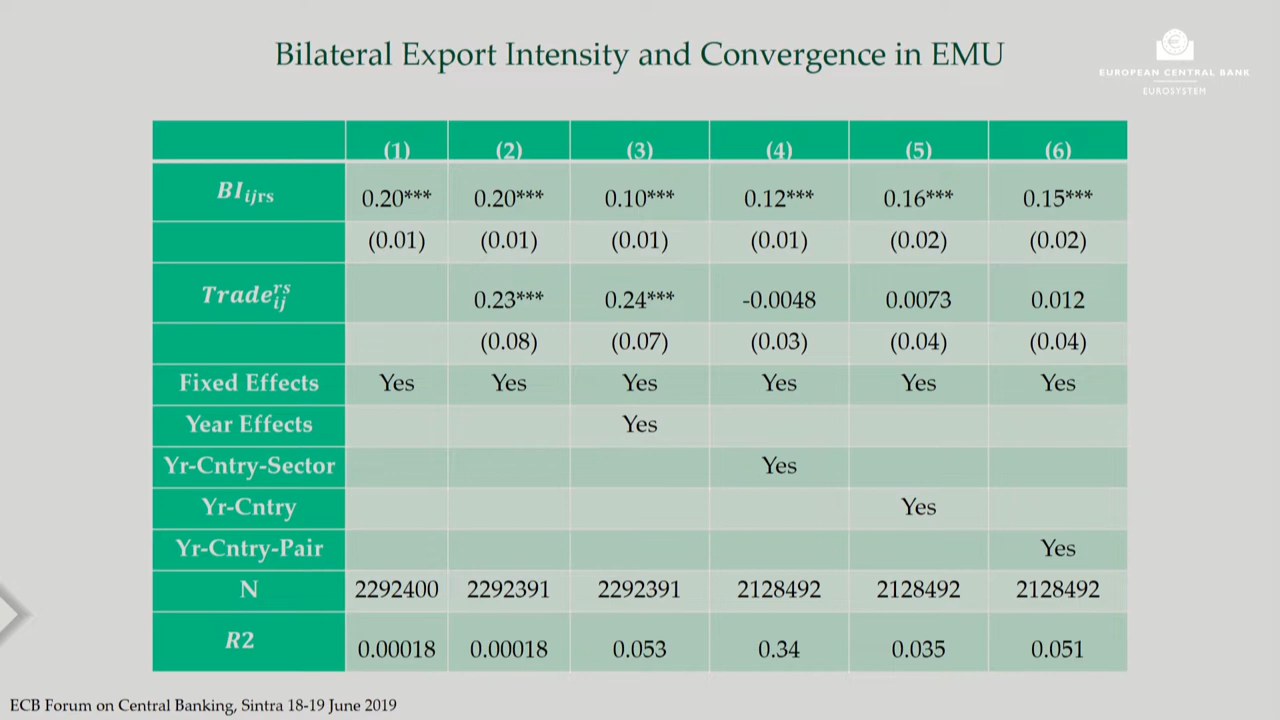 Bilateral Export Intensity and Convergence in EMU
EUROPEAN CENTRAL BANK
EUROSYSTEM
(1) (2) (3) (4) (5) (6)
BI_ijrs 0.20*** 0.20*** 0.10*** 0.12*** 0.16*** 0.15***
(0.01) (0.01) (0.01) (0.01) (0.02) (0.02)
Trade^rs_ij 0.23*** 0.24*** -0.0048 0.0073 0.012
(0.08) (0.07) (0.03) (0.04) (0.04)
Fixed Effects Yes Yes Yes Yes Yes Yes
Year Effects Yes
Yr-Cntry-Sector Yes
Yr-Cntry Yes
Yr-Cntry-Pair Yes
N 2292400 2292391 2292391 2128492 2128492 2128492
R2 0.00018 0.00018 0.053 0.34 0.035 0.051
ECB Forum on Central Banking, Sintra 18-19 June 2019